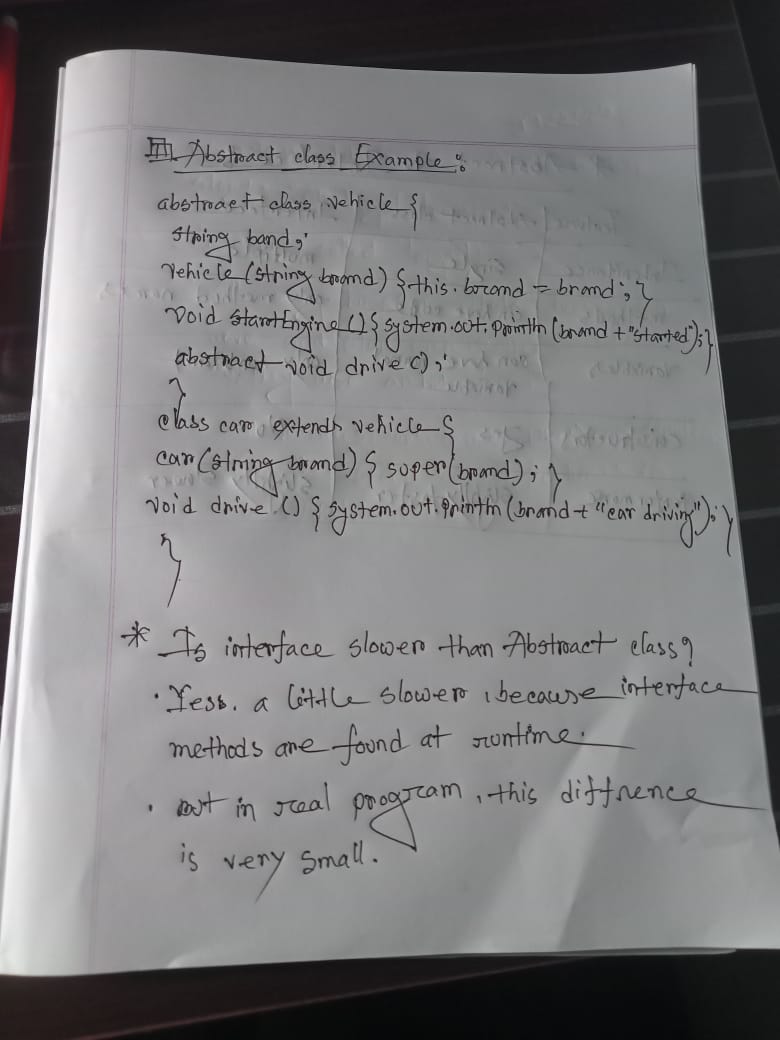 Abstract class Example:
abstract class vehicle {
string band;
vehicle (string brand) { this.brand = brand; }
void startEngine () { system.out.println (brand + "started"); }
abstract void drive ();
}
class car extends vehicle {
car (string brand) { super (brand); }
void drive () { system.out.println (brand + "car driving"); }
}
* Is interface slower than Abstract class?
· Yess. a little slower, because interface
methods are found at runtime.
· but in real program, this diffrence
is very small.